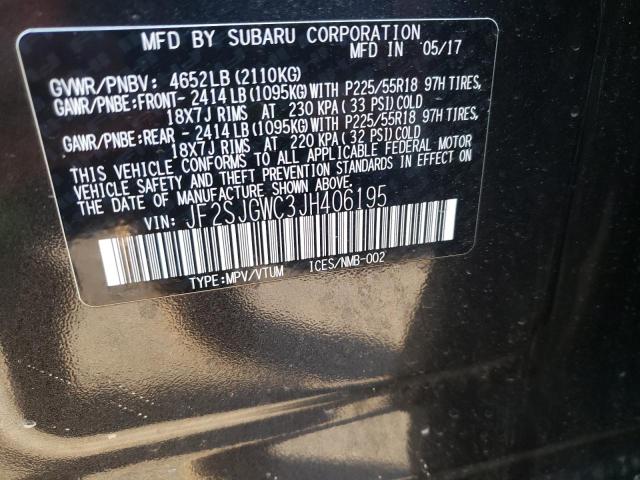 MFD BY SUBARU CORPORATION
MFD IN 05/17
GVWR/PNBV: 4652LB (2110KG)
GAWR/PNBE:FRONT- 2414LB(1095KG)WITH P225/55R18 97H TIRES,
18X7J RIMS AT 230 KPA(33 PSI)COLD
GAWR/PNBE:REAR - 2414LB(1095KG)WITH P225/55R18 97H TIRES,
18X7J RIMS AT 220 KPA(32 PSI)COLD
THIS VEHICLE CONFORMS TO ALL APPLICABLE FEDERAL MOTOR
VEHICLE SAFETY AND THEFT PREVENTION STANDARDS IN EFFECT ON
THE DATE OF MANUFACTURE SHOWN ABOVE.
VIN: JF2SJGWC3JH406195
TYPE:MPV/VTUM ICES/NMB-002